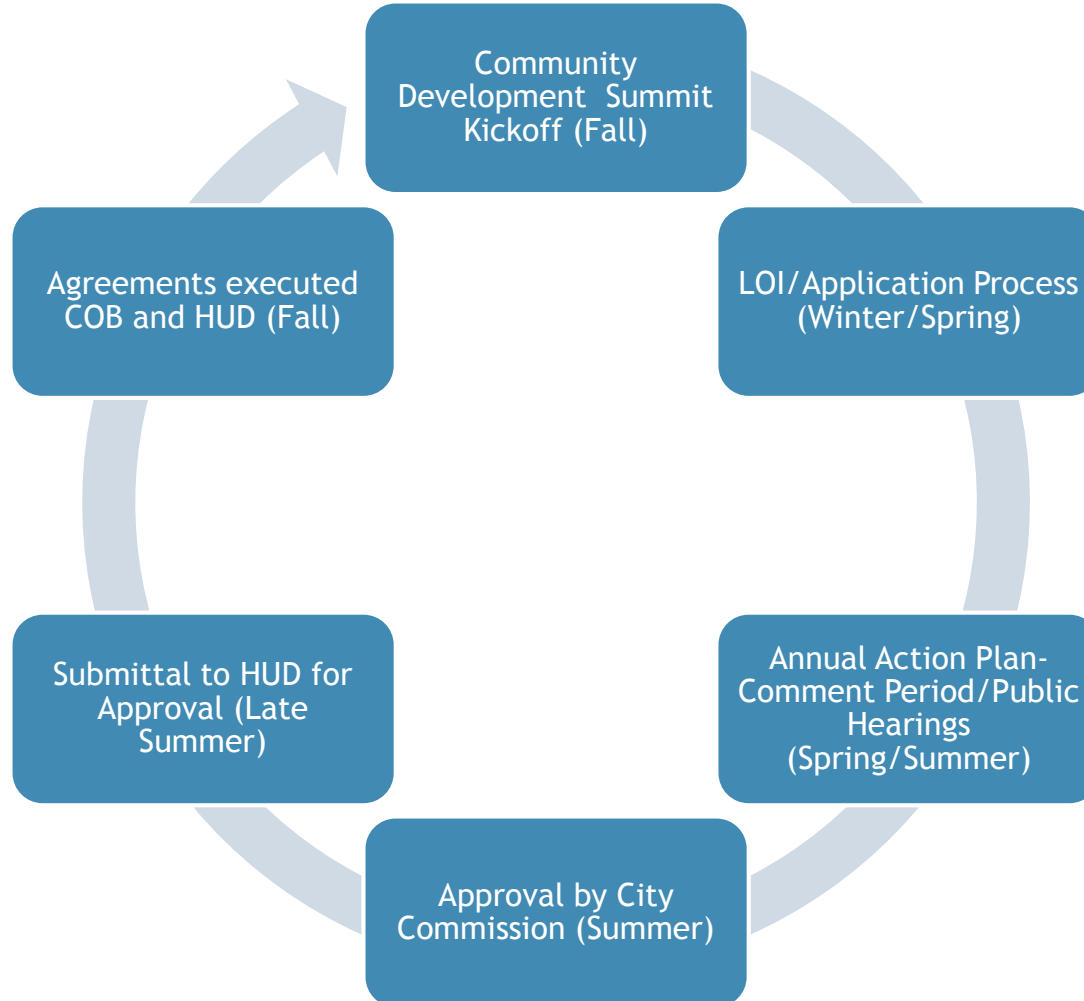 Community
Development  Summit
Kickoff (Fall)
LOI/Application Process
(Winter/Spring)
Annual Action Plan-
Comment Period/Public
Hearings
(Spring/Summer)
Approval by City
Commission (Summer)
Submittal to HUD for
Approval (Late
Summer)
Agreements executed
COB and HUD (Fall)